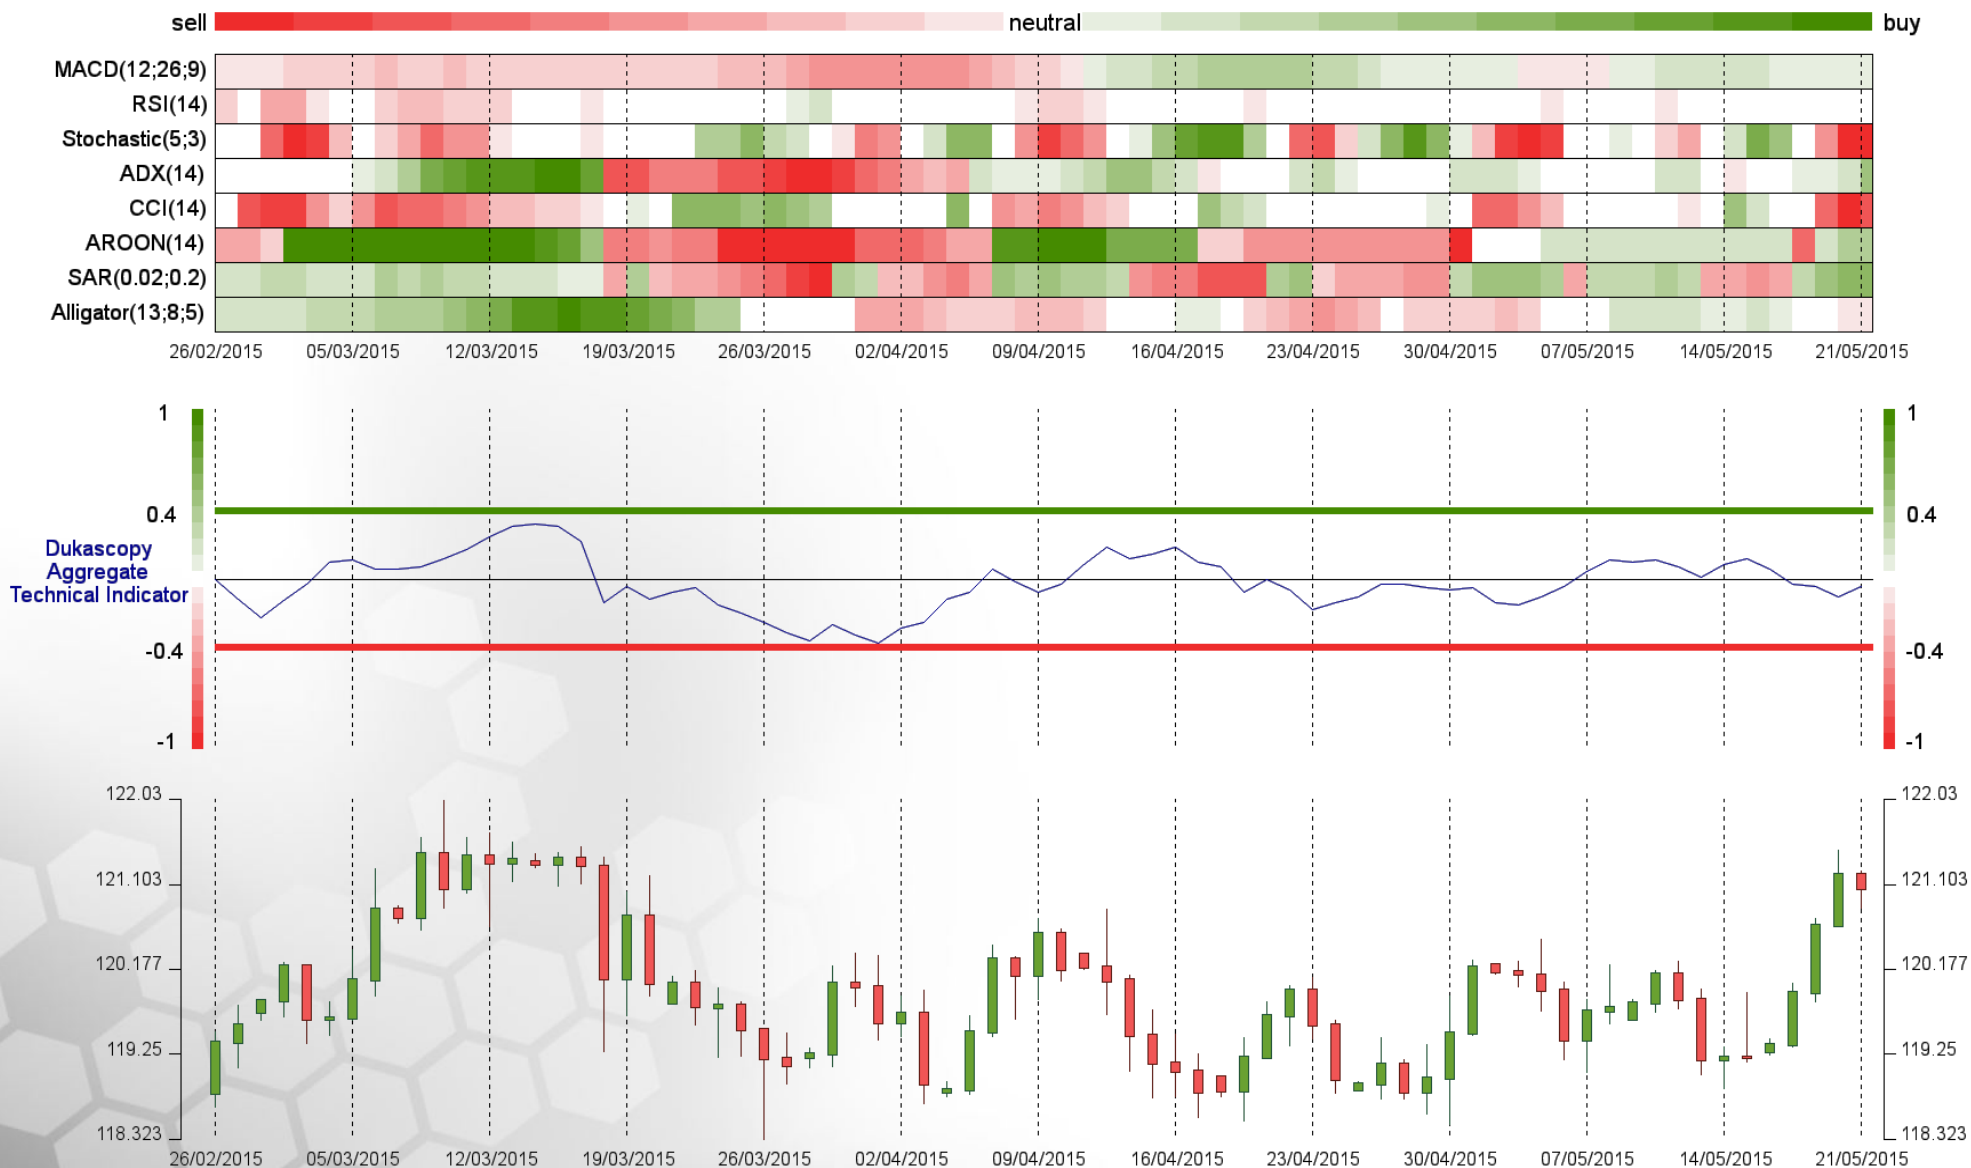 sell neutral buy
MACD(12;26;9)
RSI(14)
Stochastic(5;3)
ADX(14)
CCI(14)
AROON(14)
SAR(0.02;0.2)
Alligator(13;8;5)
26/02/2015 05/03/2015 12/03/2015 19/03/2015 26/03/2015 02/04/2015 09/04/2015 16/04/2015 23/04/2015 30/04/2015 07/05/2015 14/05/2015 21/05/2015
1 1
0.4 0.4
Dukascopy
Aggregate
Technical Indicator
-0.4 -0.4
-1 -1
122.03 122.03
121.103 121.103
120.177 120.177
119.25 119.25
118.323 118.323
26/02/2015 05/03/2015 12/03/2015 19/03/2015 26/03/2015 02/04/2015 09/04/2015 16/04/2015 23/04/2015 30/04/2015 07/05/2015 14/05/2015 21/05/2015